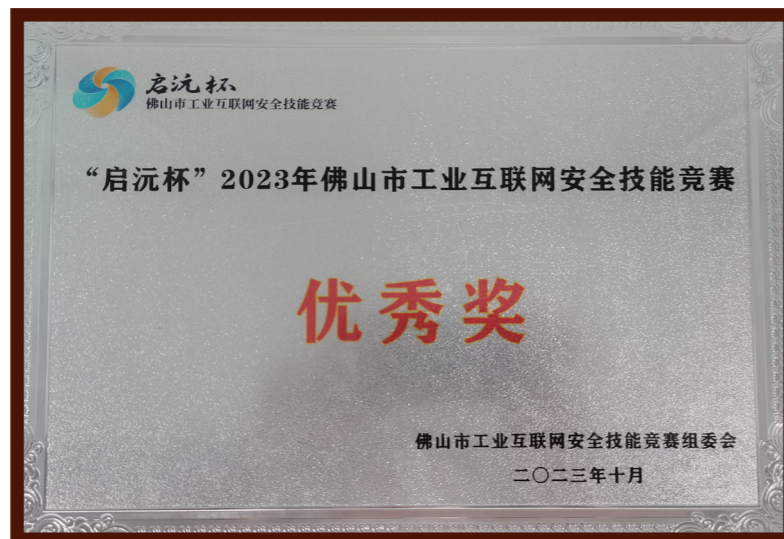 启沅杯
佛山市工业互联网安全技能竞赛
“启沅杯”2023年佛山市工业互联网安全技能竞赛
优秀奖
佛山市工业互联网安全技能竞赛组委会
二〇二三年十月